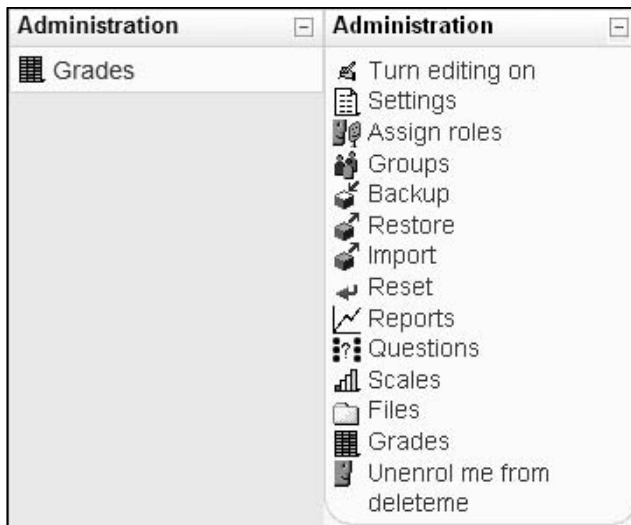 Administration
Grades
Administration
Turn editing on
Settings
Assign roles
Groups
Backup
Restore
Import
Reset
Reports
Questions
Scales
Files
Grades
Unenrol me from
deleteme